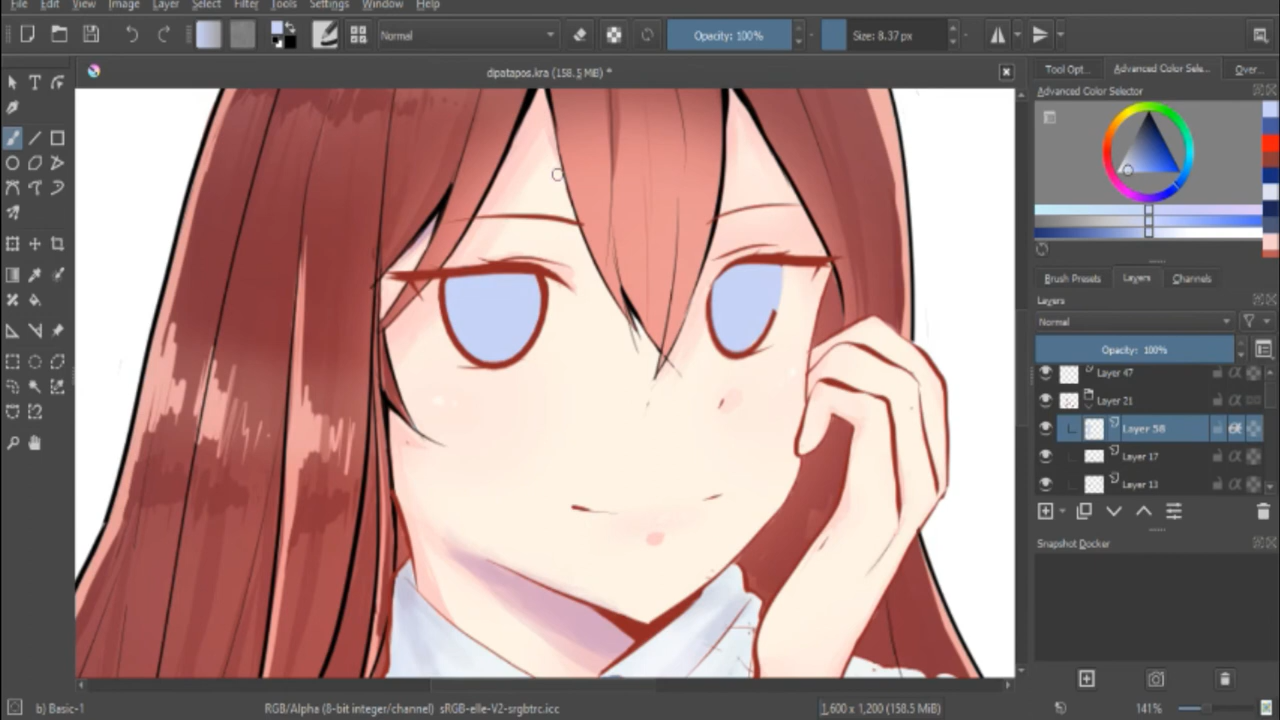 File Edit View Image Layer Select Filter Tools Settings Window Help
Normal Opacity: 100% Size: 8.37 px
dipatapos.kra (158.5 MiB) *
Tool Opt... Advanced Color Sele... Over...
Advanced Color Selector
Brush Presets Layers Channels
Layers
Normal
Opacity: 100%
Layer 47
Layer 21
Layer 58
Layer 17
Layer 13
Snapshot Docker
b) Basic-1 RGB/Alpha (8-bit integer/channel) sRGB-elle-V2-srgbtrc.icc 1,600 x 1,200 (158.5 MiB) 141%